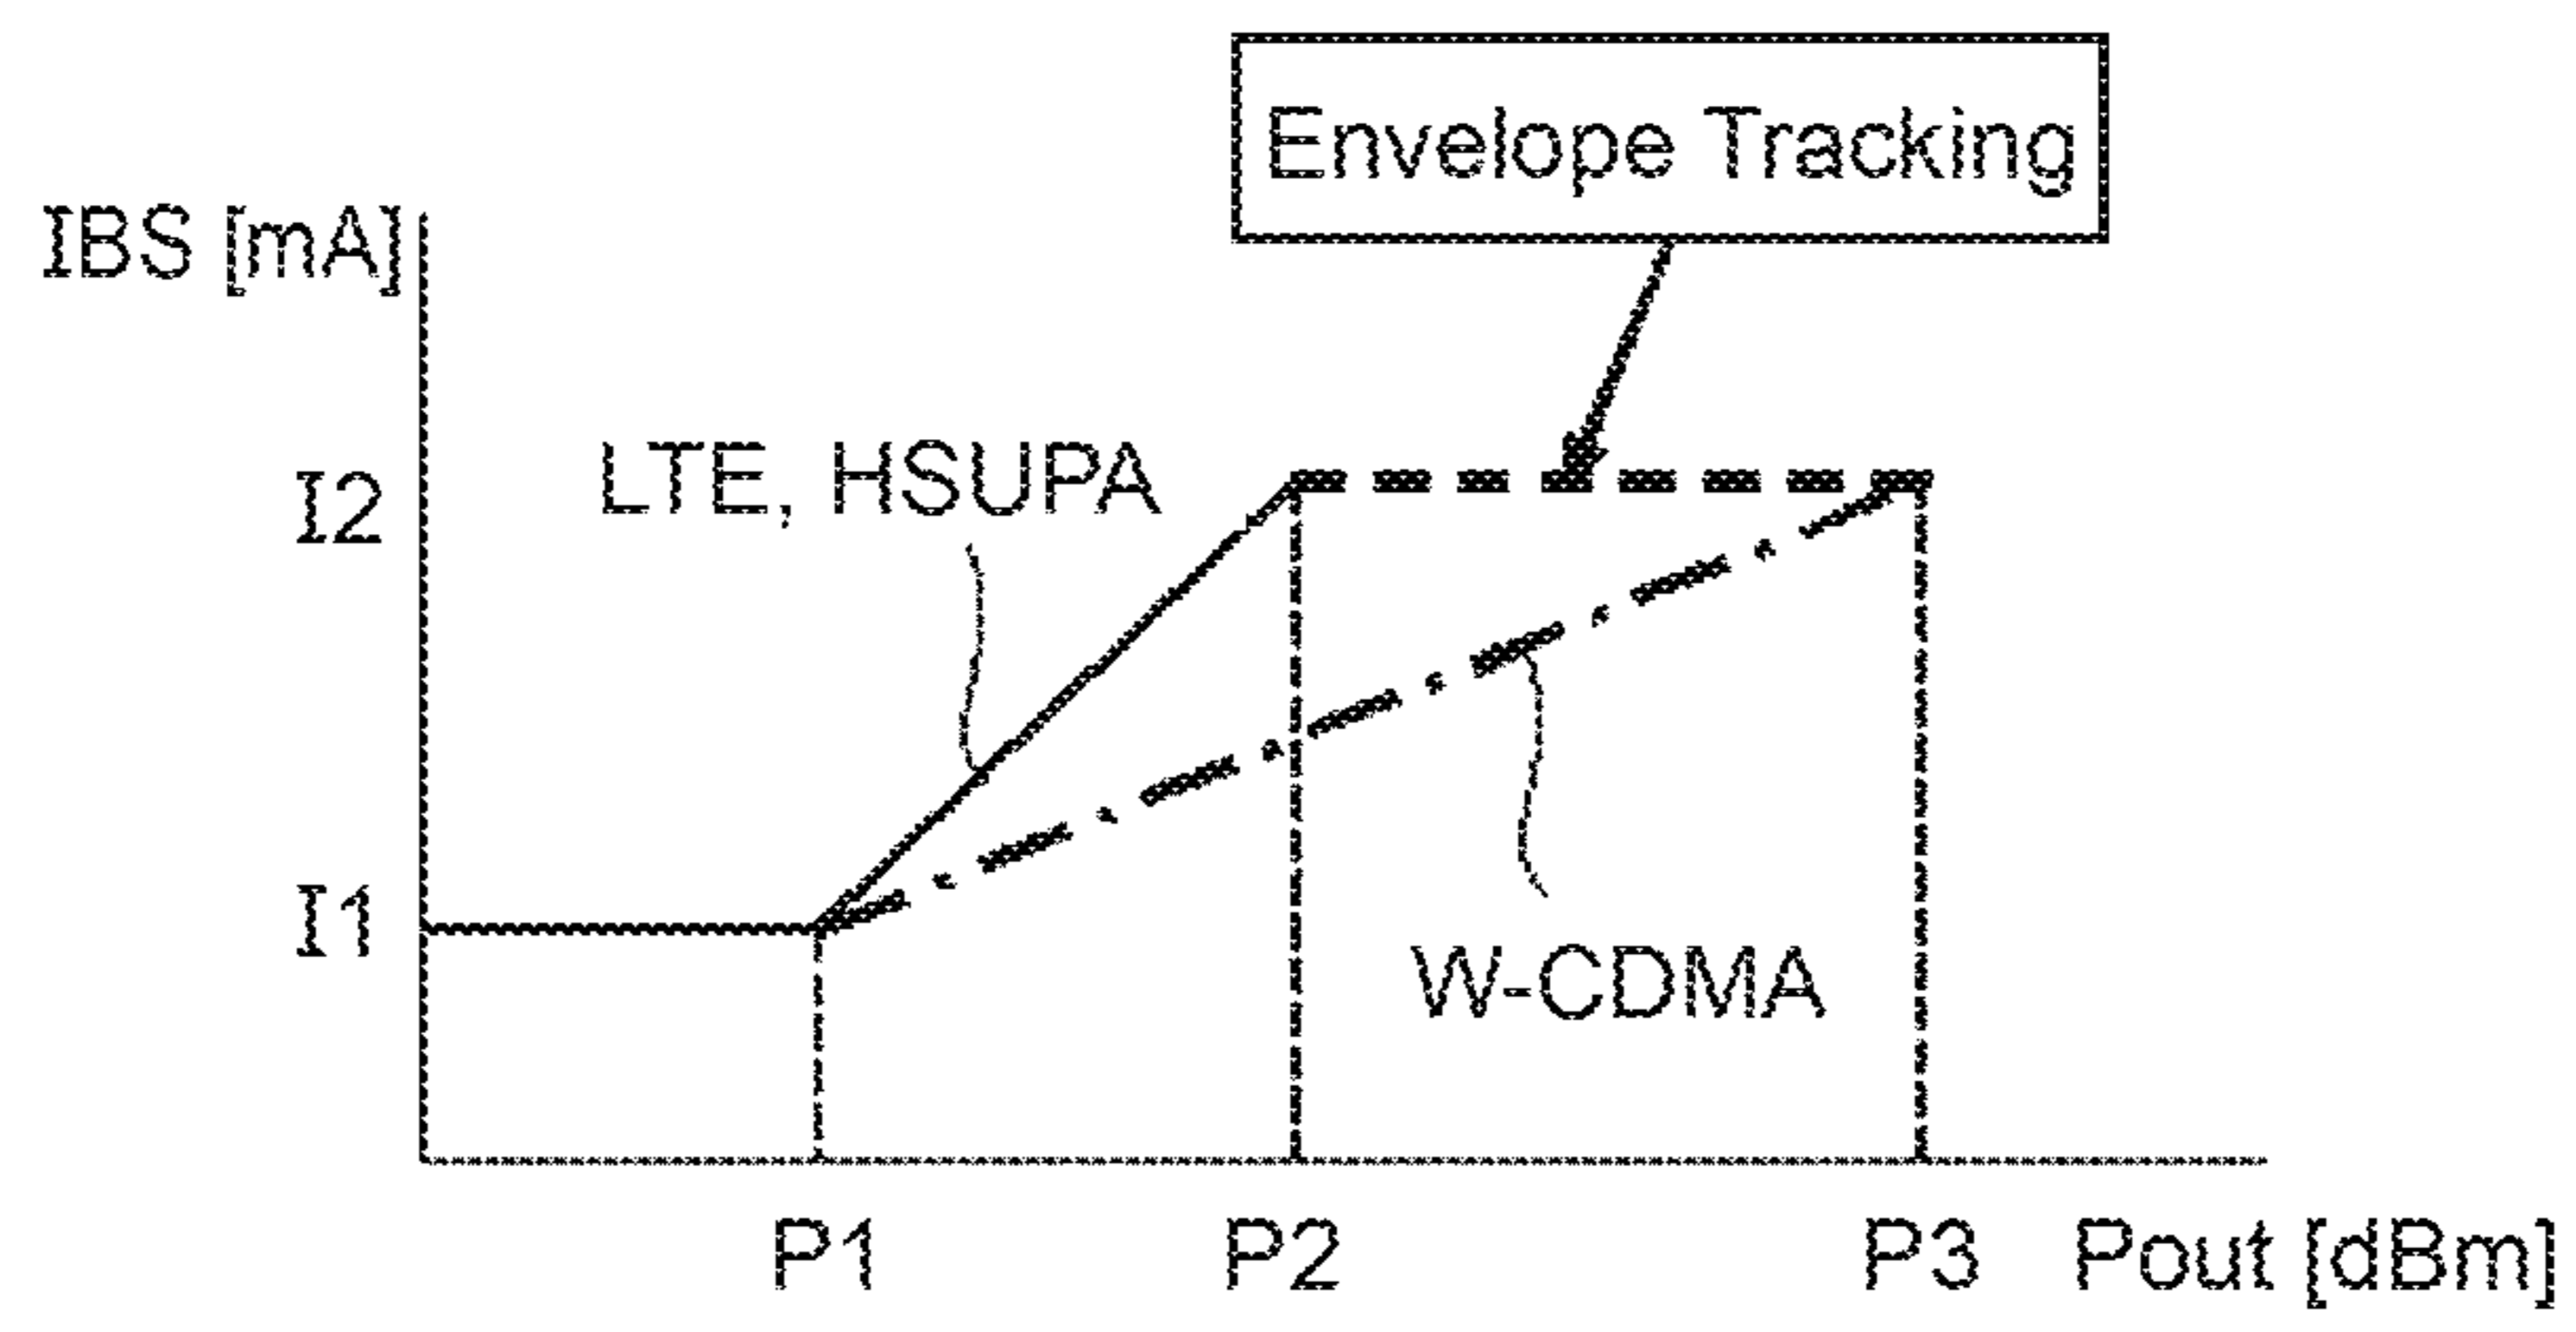 Envelope Tracking
IBS [mA]
LTE, HSUPA
I2
I1
W-CDMA
P1
P2
P3
Pout [dBm]